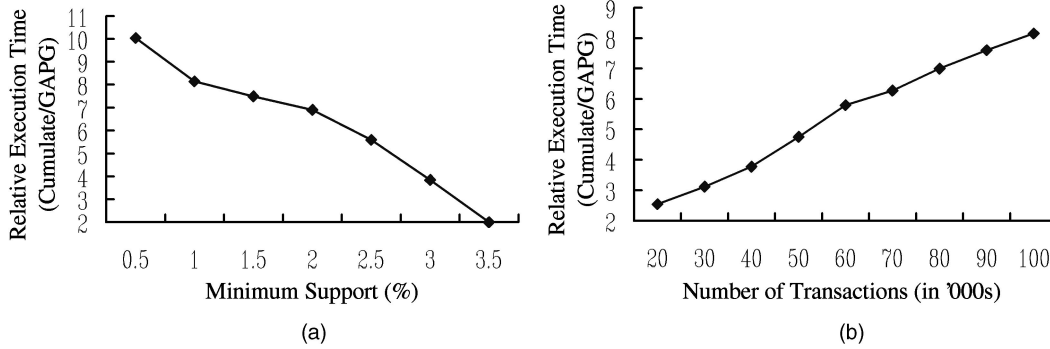 Relative Execution Time
(Cumulate/GAPG)
11
10
9
8
7
6
5
4
3
2
0.5 1 1.5 2 2.5 3 3.5
Minimum Support (%)
(a)
Relative Execution Time
(Cumulate/GAPG)
9
8
7
6
5
4
3
2
20 30 40 50 60 70 80 90 100
Number of Transactions (in '000s)
(b)